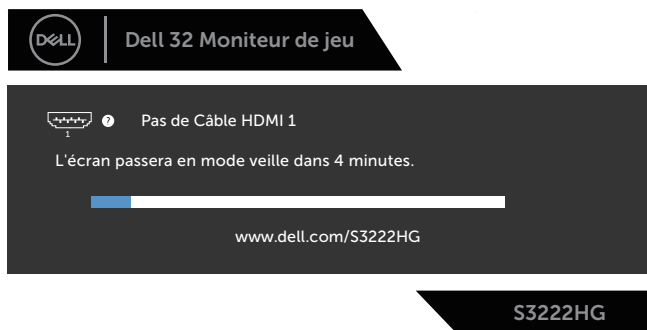 DELL
Dell 32 Moniteur de jeu
? Pas de Câble HDMI 1
1
L'écran passera en mode veille dans 4 minutes.
www.dell.com/S3222HG
S3222HG